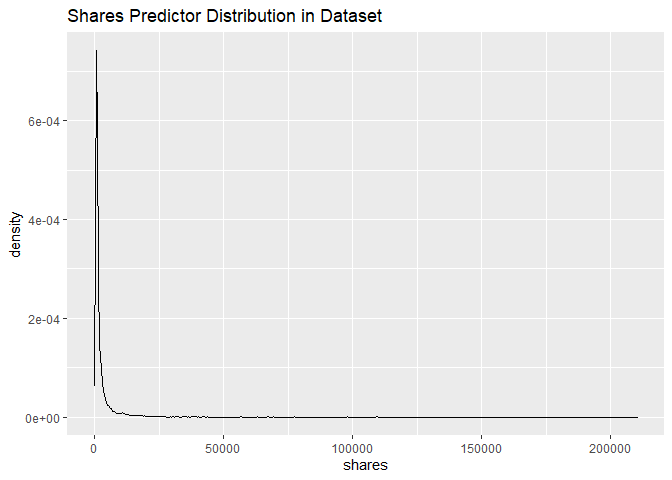 Shares Predictor Distribution in Dataset
6e-04
4e-04
2e-04
0e+00
density
0
50000
100000
150000
200000
shares